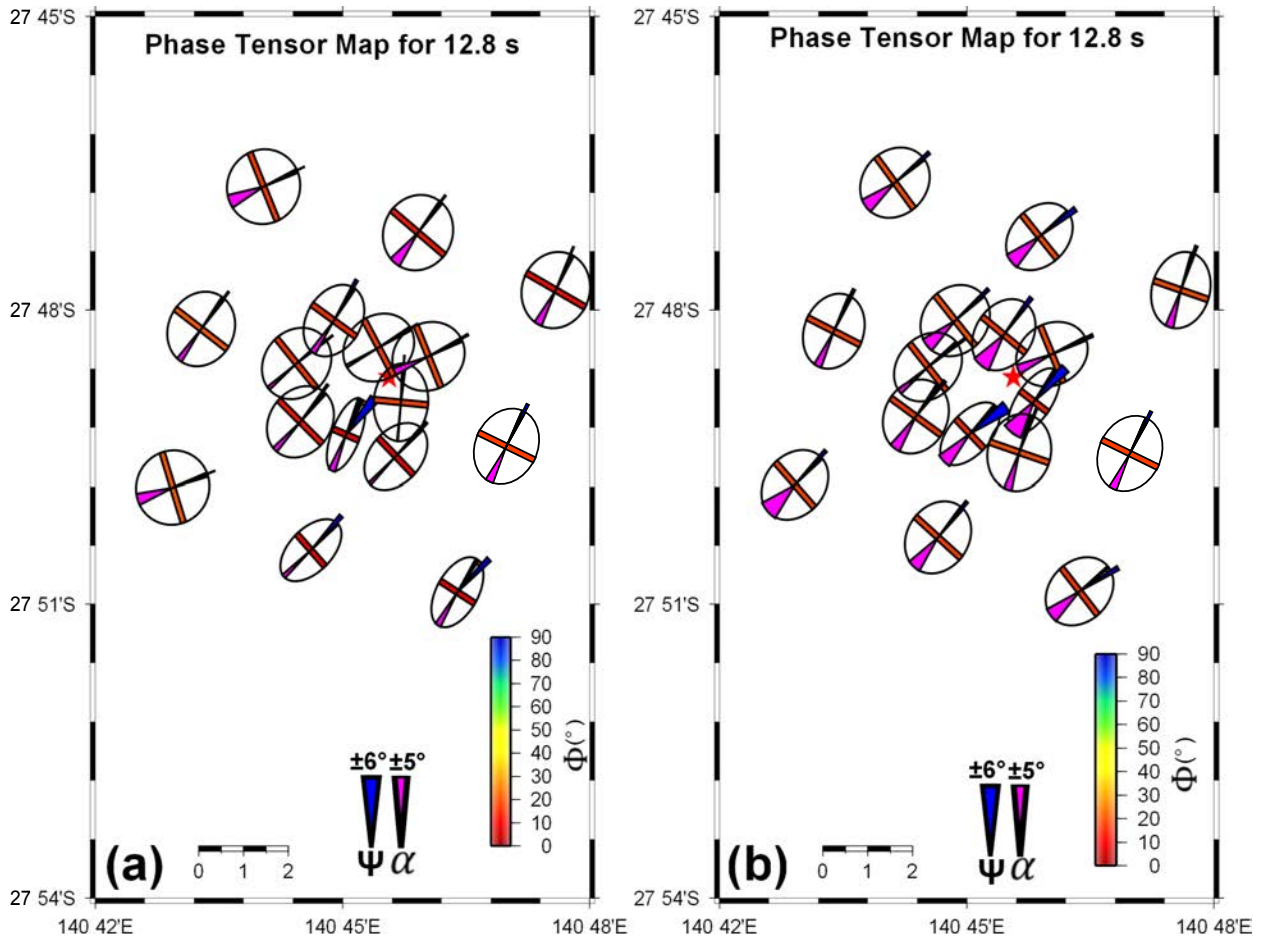 27 45'S
Phase Tensor Map for 12.8 s
27 48'S
27 51'S
27 54'S
140 42'E
140 45'E
140 48'E
90
80
70
60
50
40
30
20
10
0
Φ(°)
±6° ±5°
Ψ α
(a)
0 1 2
27 45'S
Phase Tensor Map for 12.8 s
27 48'S
27 51'S
27 54'S
140 42'E
140 45'E
140 48'E
90
80
70
60
50
40
30
20
10
0
Φ(°)
±6° ±5°
Ψ α
(b)
0 1 2